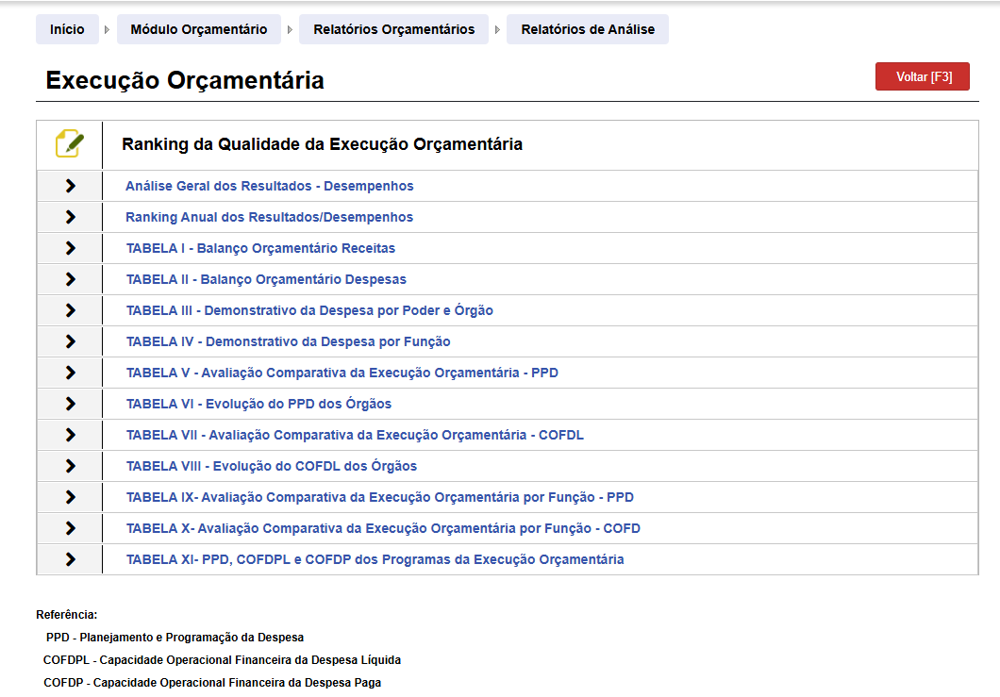 Início
Módulo Orçamentário
Relatórios Orçamentários
Relatórios de Análise
Execução Orçamentária
Voltar [F3]
Ranking da Qualidade da Execução Orçamentária
Análise Geral dos Resultados - Desempenhos
Ranking Anual dos Resultados/Desempenhos
TABELA I - Balanço Orçamentário Receitas
TABELA II - Balanço Orçamentário Despesas
TABELA III - Demonstrativo da Despesa por Poder e Órgão
TABELA IV - Demonstrativo da Despesa por Função
TABELA V - Avaliação Comparativa da Execução Orçamentária - PPD
TABELA VI - Evolução do PPD dos Órgãos
TABELA VII - Avaliação Comparativa da Execução Orçamentária - COFDL
TABELA VIII - Evolução do COFDL dos Órgãos
TABELA IX- Avaliação Comparativa da Execução Orçamentária por Função - PPD
TABELA X- Avaliação Comparativa da Execução Orçamentária por Função - COFD
TABELA XI- PPD, COFDPL e COFDP dos Programas da Execução Orçamentária
Referência:
PPD - Planejamento e Programação da Despesa
COFDPL - Capacidade Operacional Financeira da Despesa Líquida
COFDP - Capacidade Operacional Financeira da Despesa Paga